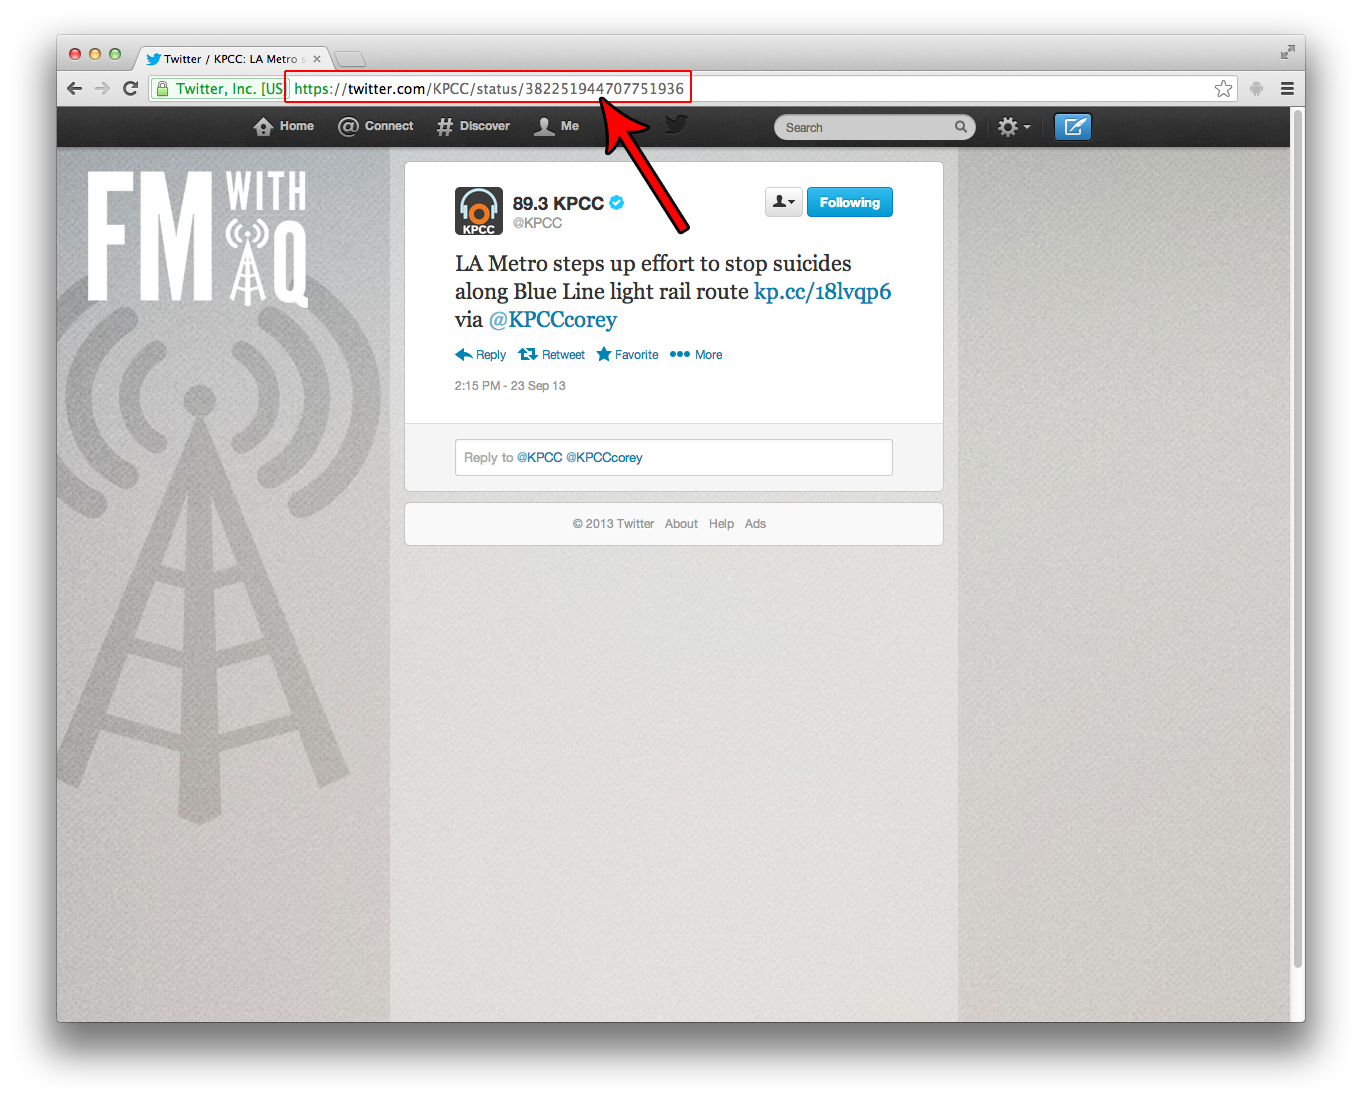 Twitter / KPCC: LA Metro s
Twitter, Inc. [US
https://twitter.com/KPCC/status/382251944707751936
Home
Connect
Discover
Me
Search
FM WITH
IQ
KPCC
89.3 KPCC
@KPCC
Following
LA Metro steps up effort to stop suicides
along Blue Line light rail route kp.cc/18lvqp6
via @KPCCcorey
Reply Retweet Favorite More
2:15 PM - 23 Sep 13
Reply to @KPCC @KPCCcorey
© 2013 Twitter About Help Ads